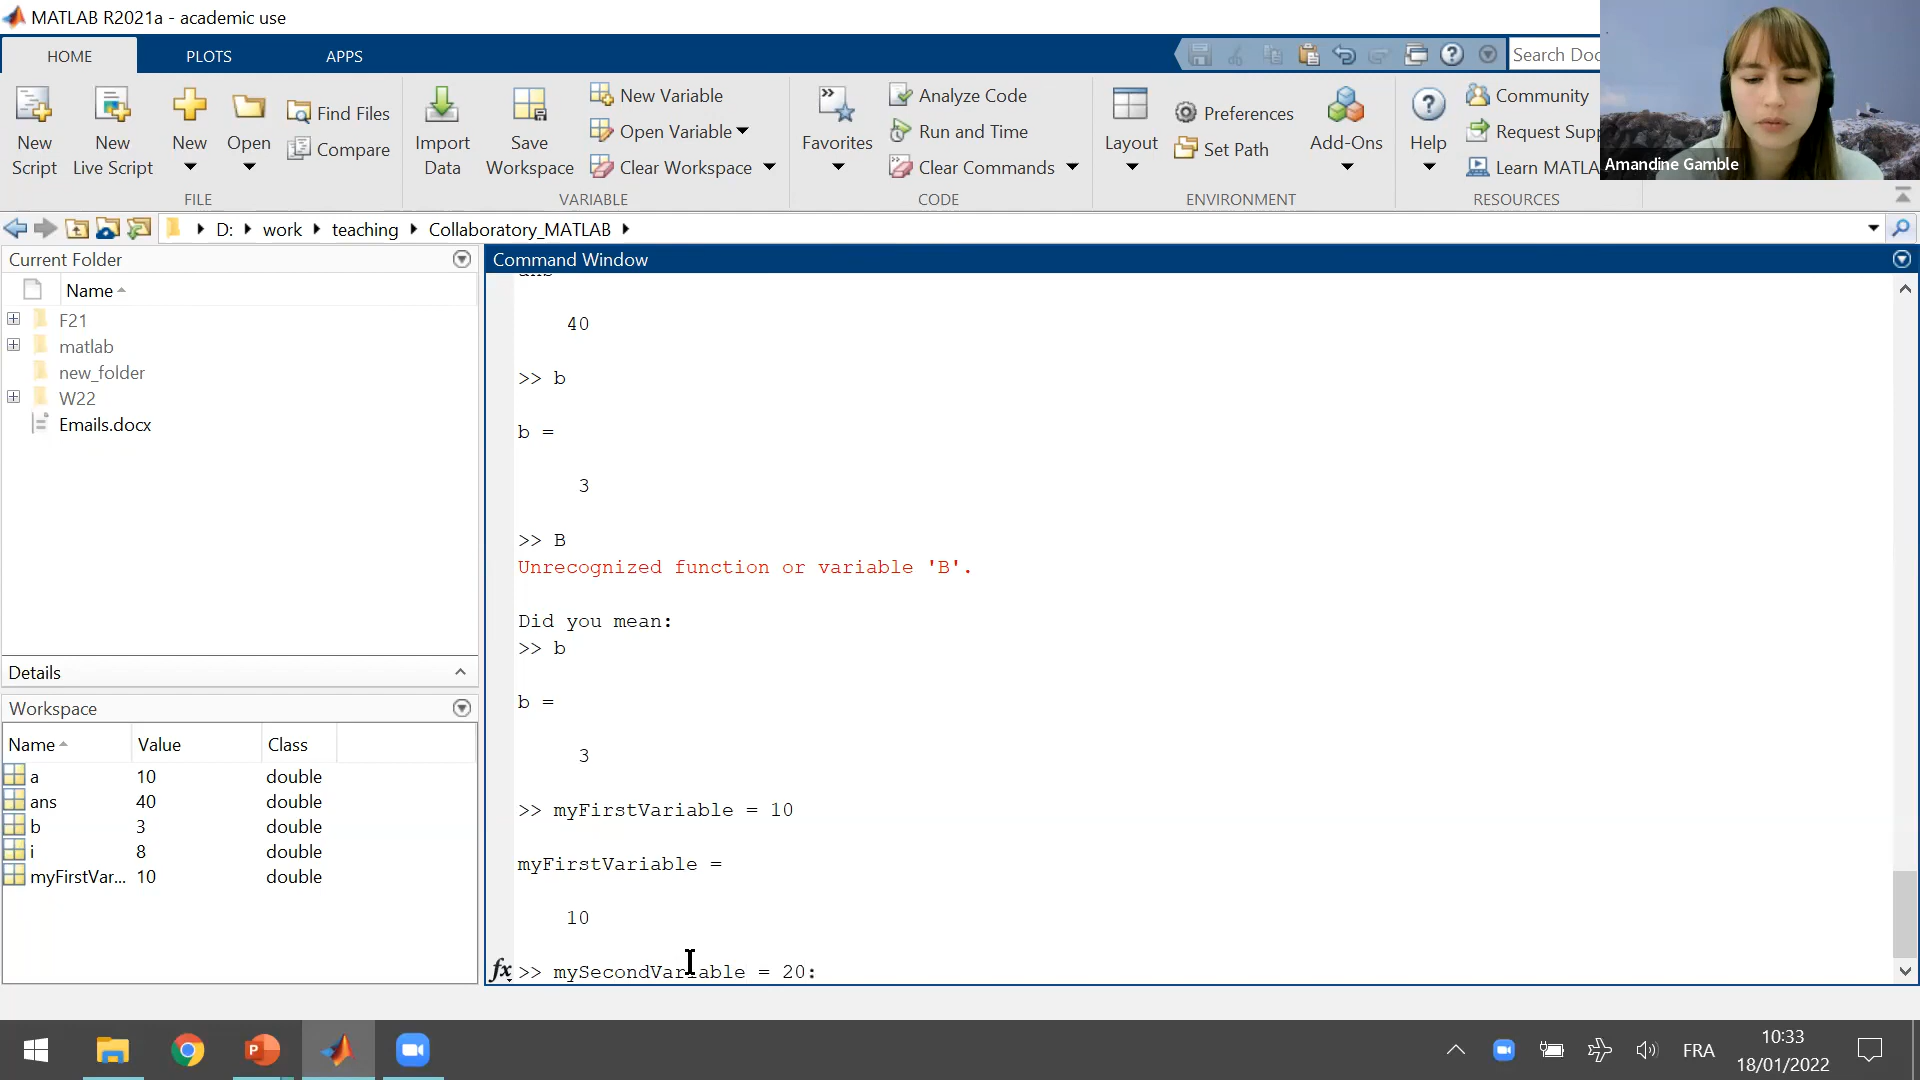 MATLAB R2021a - academic use
HOME PLOTS APPS
Search Doc
New Script
New Live Script
New
Open
Find Files
Compare
FILE
Import Data
Save Workspace
New Variable
Open Variable
Clear Workspace
VARIABLE
Favorites
Analyze Code
Run and Time
Clear Commands
CODE
Layout
Preferences
Set Path
Add-Ons
ENVIRONMENT
Help
Community
Request Supp
Learn MATLA
RESOURCES
Amandine Gamble
D: work teaching Collaboratory_MATLAB
Current Folder
Name
F21
matlab
new_folder
W22
Emails.docx
Details
Workspace
Name Value Class
a 10 double
ans 40 double
b 3 double
i 8 double
myFirstVar... 10 double
Command Window
40
>> b
b =
3
>> B
Unrecognized function or variable 'B'.
Did you mean:
>> b
b =
3
>> myFirstVariable = 10
myFirstVariable =
10
fx >> mySecondVariable = 20:
FRA
10:33
18/01/2022